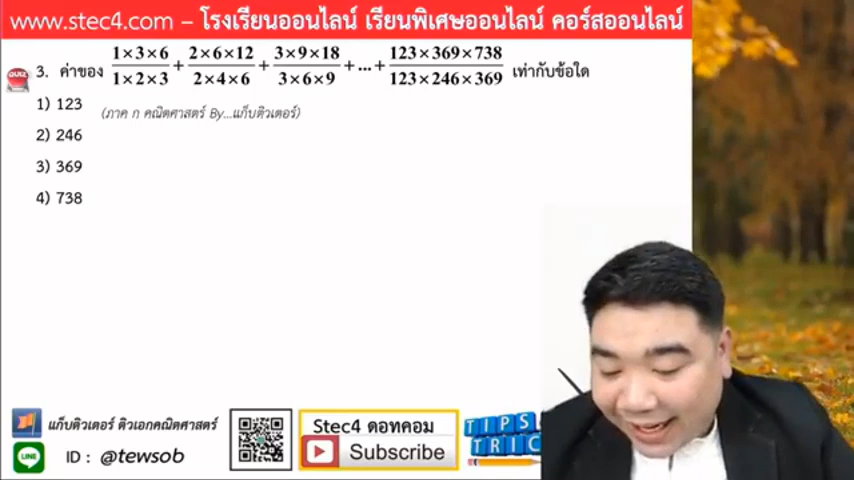 www.stec4.com – โรงเรียนออนไลน์ เรียนพิเศษออนไลน์ คอร์สออนไลน์
QUIZ 3. ค่าของ (1×3×6)/(1×2×3) + (2×6×12)/(2×4×6) + (3×9×18)/(3×6×9) + ... + (123×369×738)/(123×246×369) เท่ากับข้อใด
1) 123 (ภาค ก คณิตศาสตร์ By...แก็บติวเตอร์)
2) 246
3) 369
4) 738
แก็บติวเตอร์ ติวเอกคณิตศาสตร์
LINE ID : @tewsob
Stec4 ดอทคอม
Subscribe
TIPS
TRIC